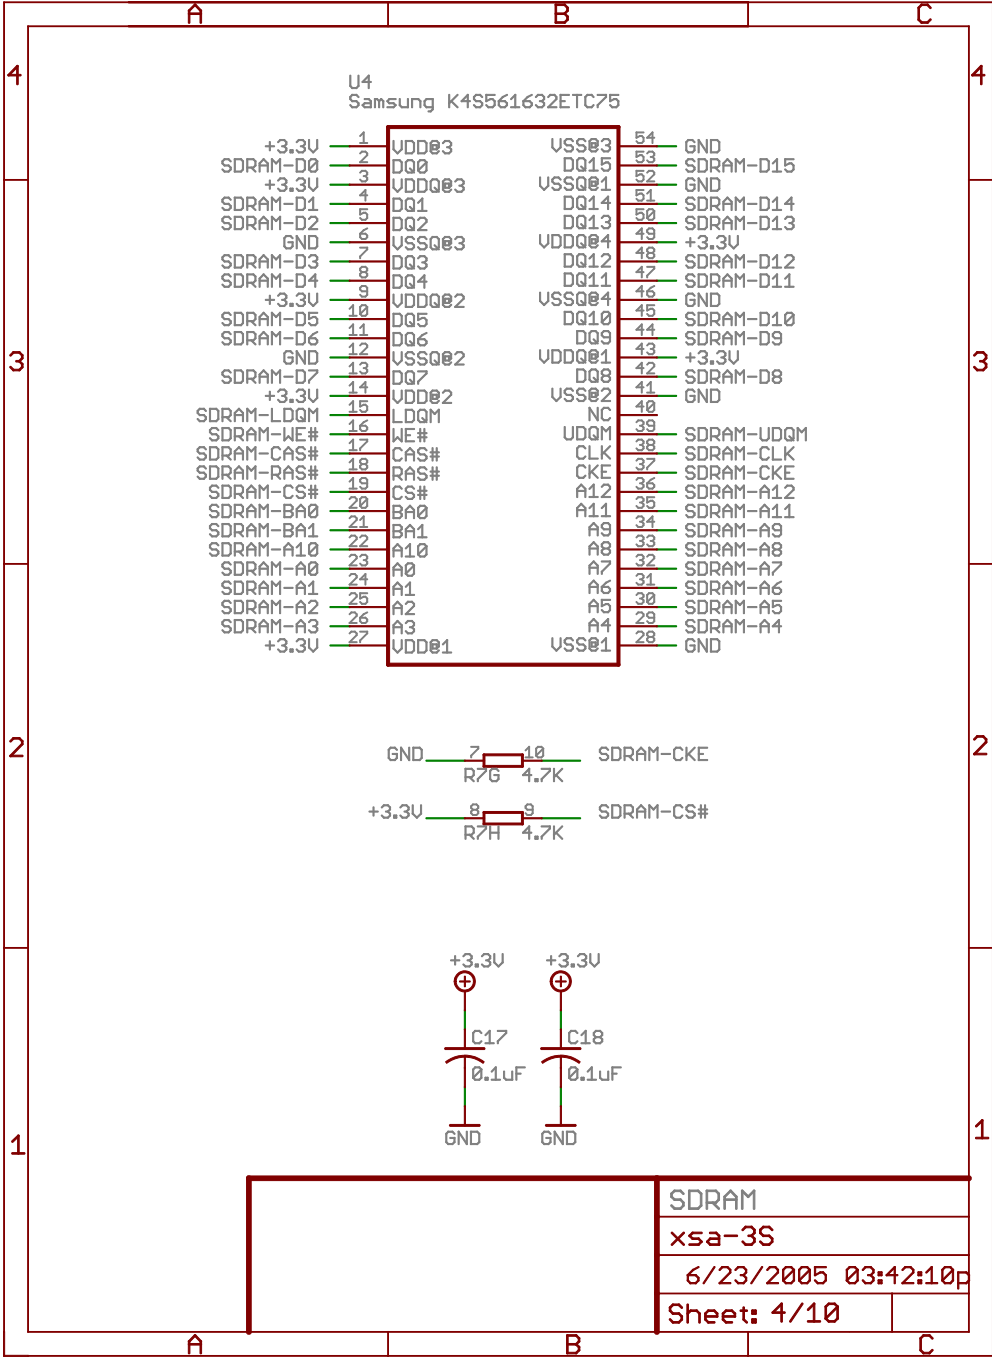 A B C
4 4
U4
Samsung K4S561632ETC75
+3.3V 1 VDD@3 VSS@3 54 GND
SDRAM-D0 2 DQ0 DQ15 53 SDRAM-D15
+3.3V 3 VDDQ@3 VSSQ@1 52 GND
SDRAM-D1 4 DQ1 DQ14 51 SDRAM-D14
SDRAM-D2 5 DQ2 DQ13 50 SDRAM-D13
GND 6 VSSQ@3 VDDQ@4 49 +3.3V
SDRAM-D3 7 DQ3 DQ12 48 SDRAM-D12
SDRAM-D4 8 DQ4 DQ11 47 SDRAM-D11
+3.3V 9 VDDQ@2 VSSQ@4 46 GND
SDRAM-D5 10 DQ5 DQ10 45 SDRAM-D10
SDRAM-D6 11 DQ6 DQ9 44 SDRAM-D9
GND 12 VSSQ@2 VDDQ@1 43 +3.3V
3 3
SDRAM-D7 13 DQ7 DQ8 42 SDRAM-D8
+3.3V 14 VDD@2 VSS@2 41 GND
SDRAM-LDQM 15 LDQM NC 40
SDRAM-WE# 16 WE# UDQM 39 SDRAM-UDQM
SDRAM-CAS# 17 CAS# CLK 38 SDRAM-CLK
SDRAM-RAS# 18 RAS# CKE 37 SDRAM-CKE
SDRAM-CS# 19 CS# A12 36 SDRAM-A12
SDRAM-BA0 20 BA0 A11 35 SDRAM-A11
SDRAM-BA1 21 BA1 A9 34 SDRAM-A9
SDRAM-A10 22 A10 A8 33 SDRAM-A8
SDRAM-A0 23 A0 A7 32 SDRAM-A7
SDRAM-A1 24 A1 A6 31 SDRAM-A6
SDRAM-A2 25 A2 A5 30 SDRAM-A5
SDRAM-A3 26 A3 A4 29 SDRAM-A4
+3.3V 27 VDD@1 VSS@1 28 GND
2 2
GND 7 10 SDRAM-CKE
R7G 4.7K
+3.3V 8 9 SDRAM-CS#
R7H 4.7K
+3.3V +3.3V
C17 C18
0.1uF 0.1uF
GND GND
1 1
SDRAM
xsa-3S
6/23/2005 03:42:10p
Sheet: 4/10
A B C